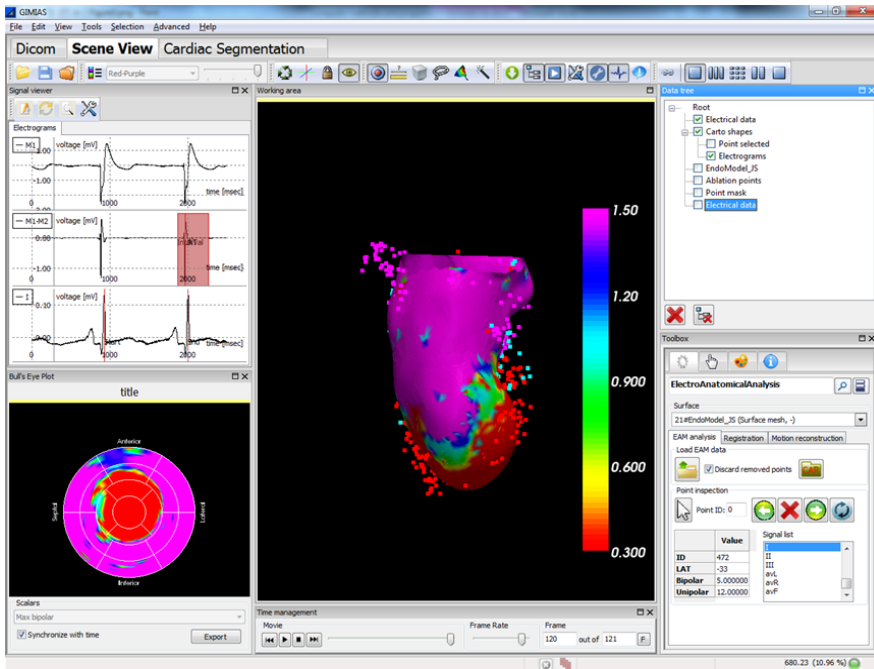 GIMIAS
File Edit View Tools Selection Advanced Help
Dicom Scene View Cardiac Segmentation
Red-Purple
Signal viewer
Electrograms
M1 voltage [mV]
1.00
-1.00
time [msec]
0 1000 2000
M1-M2 voltage [mV]
0.88
-1.00
time [msec]
0 1000 2000
I voltage [mV]
0.10
0.00
time [msec]
0 1000 2000
Bull's Eye Plot
title
Anterior
Septal
Lateral
Inferior
Scalars
Max bipolar
Synchronize with time
Export
Working area
1.50
1.20
0.900
0.600
0.300
Time management
Movie Frame Rate Frame
120 out of 121 F
Data tree
Root
Electrical data
Carto shapes
Point selected
Electrograms
EndoModel_JS
Ablation points
Point mask
Electrical data
Toolbox
ElectroAnatomicalAnalysis
Surface
21#EndoModel_JS (Surface mesh, -)
EAM analysis Registration Motion reconstruction
Load EAM data
Discard removed points
Point inspection
Point ID: 0
Value
ID 472
LAT -33
Bipolar 5.000000
Unipolar 12.00000
Signal list
I
II
III
avL
avR
avF
680.23 (10.96 %)